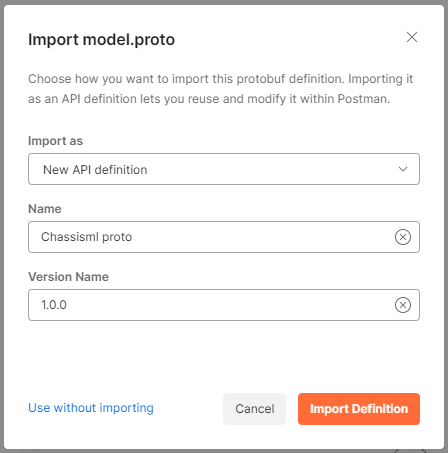 Import model.proto
Choose how you want to import this protobuf definition. Importing it
as an API definition lets you reuse and modify it within Postman.
Import as
New API definition
Name
Chassisml proto
Version Name
1.0.0
Use without importing
Cancel
Import Definition